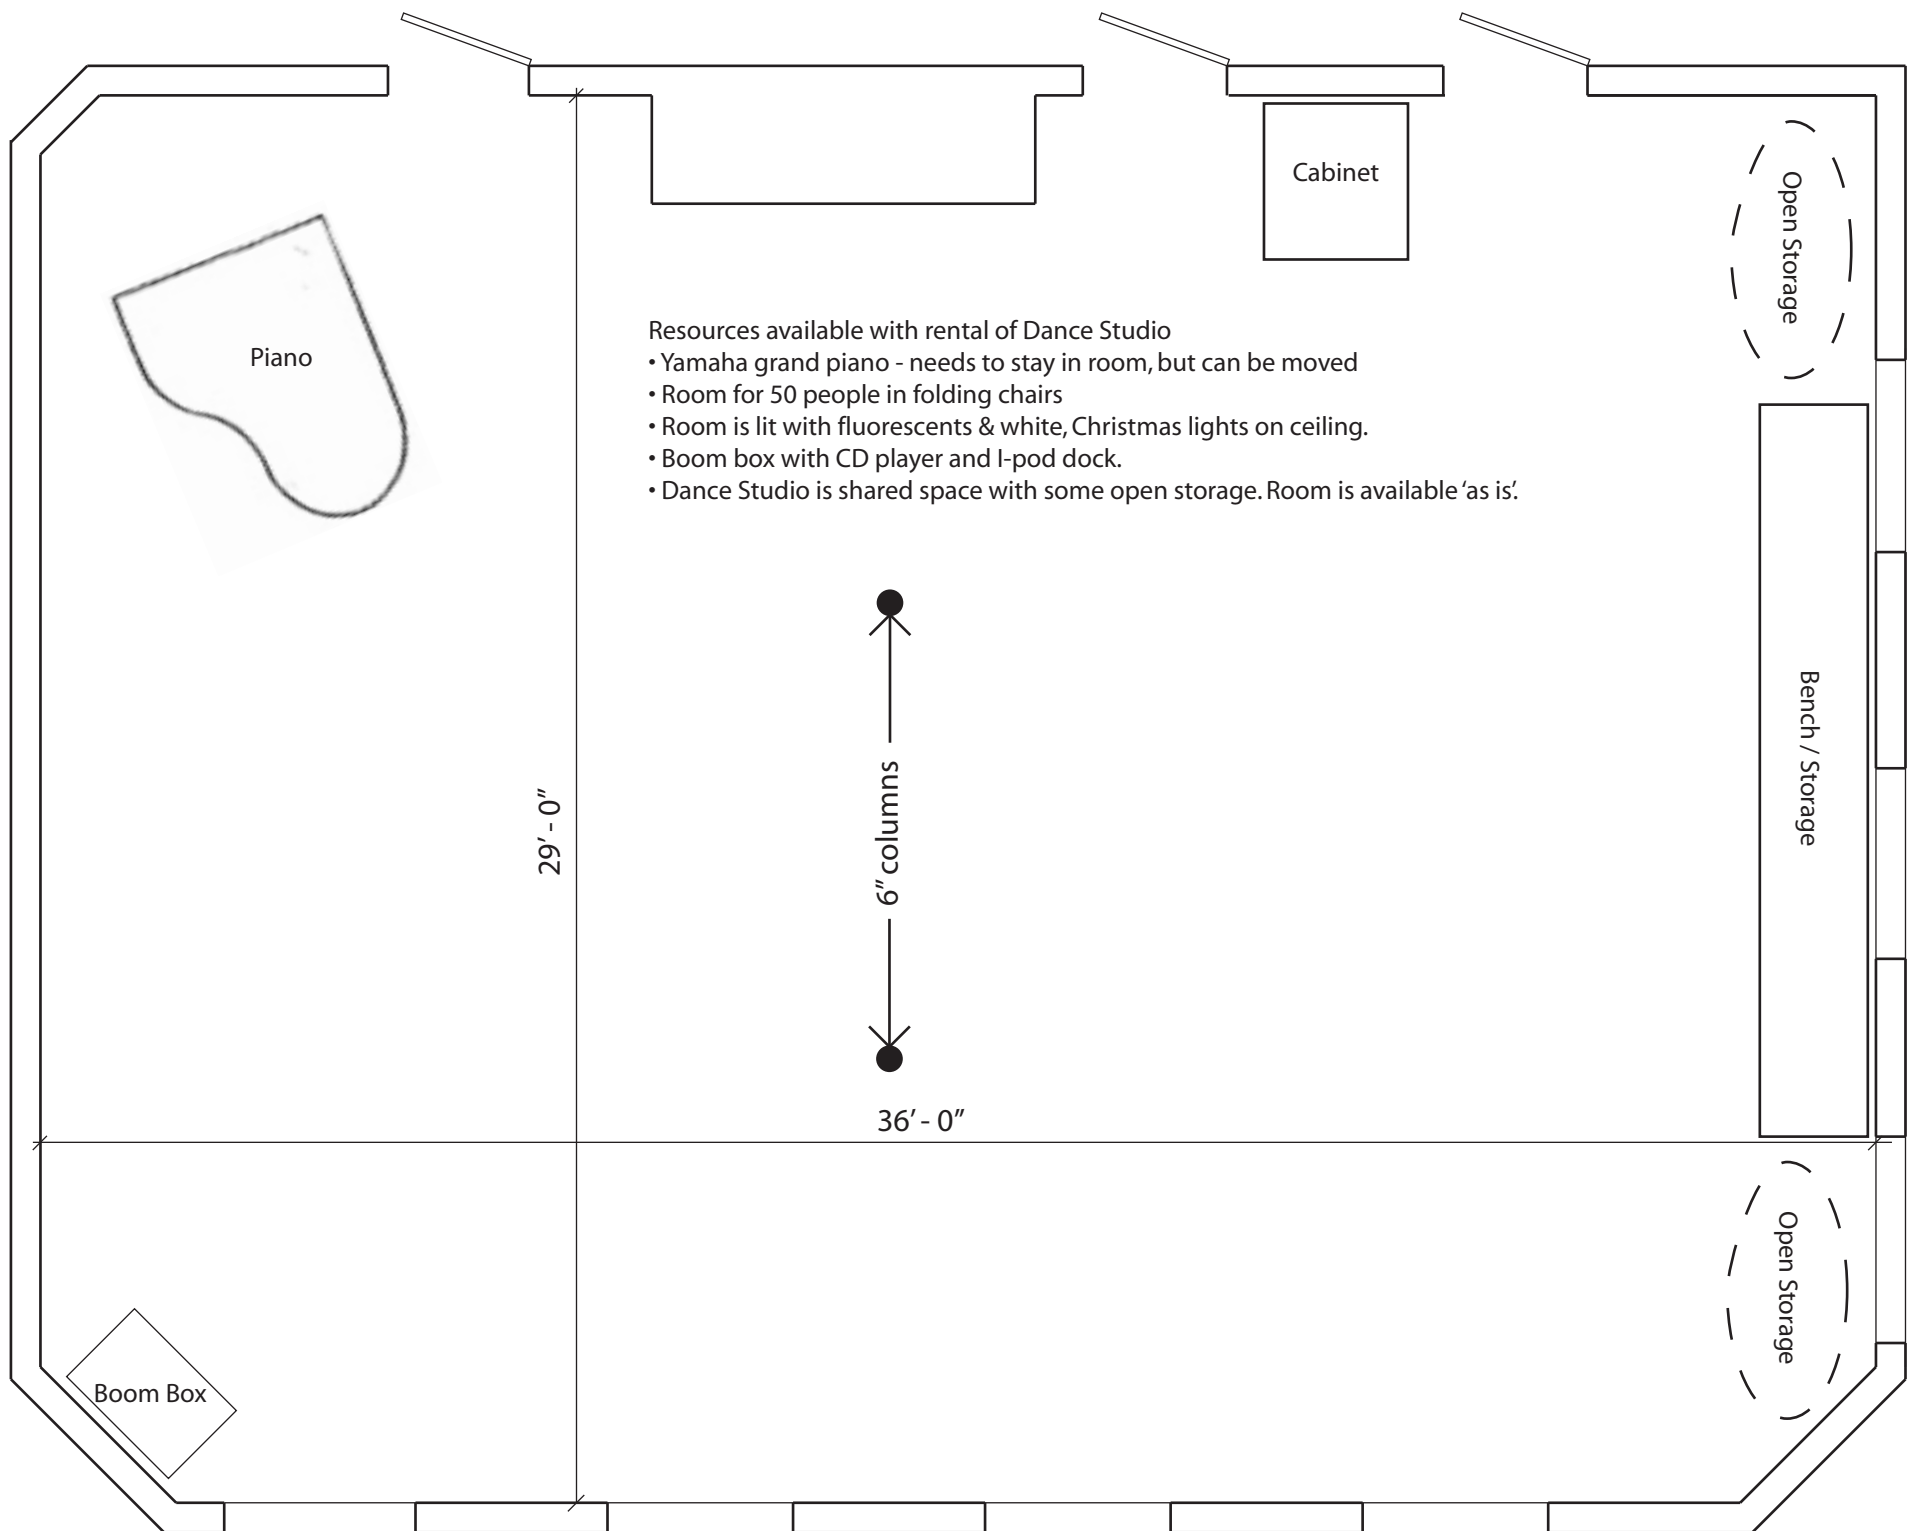 Cabinet
Open Storage
Piano
Resources available with rental of Dance Studio
• Yamaha grand piano - needs to stay in room, but can be moved
• Room for 50 people in folding chairs
• Room is lit with fluorescents & white, Christmas lights on ceiling.
• Boom box with CD player and I-pod dock.
• Dance Studio is shared space with some open storage. Room is available ‘as is’.
Bench / Storage
29’ - 0”
6” columns
36’ - 0”
Open Storage
Boom Box